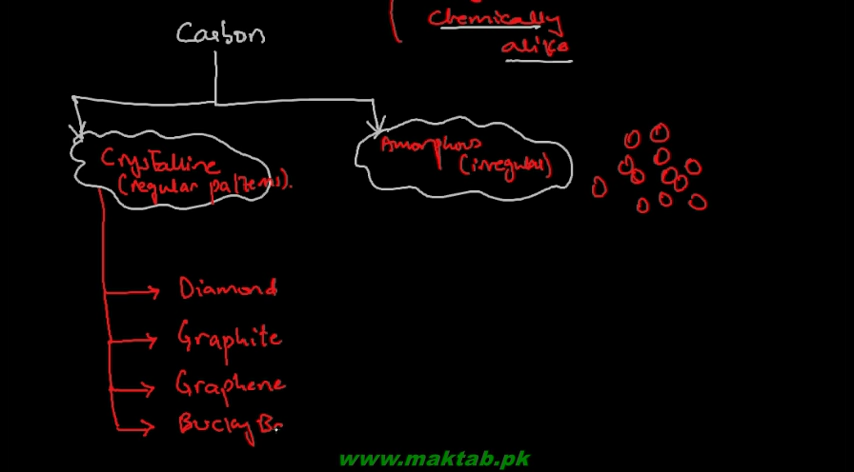 Chemically
alike
Carbon
Crystalline
(regular patterns).
Amorphous
(irregular)
Diamond
Graphite
Graphene
Bucky B
www.maktab.pk